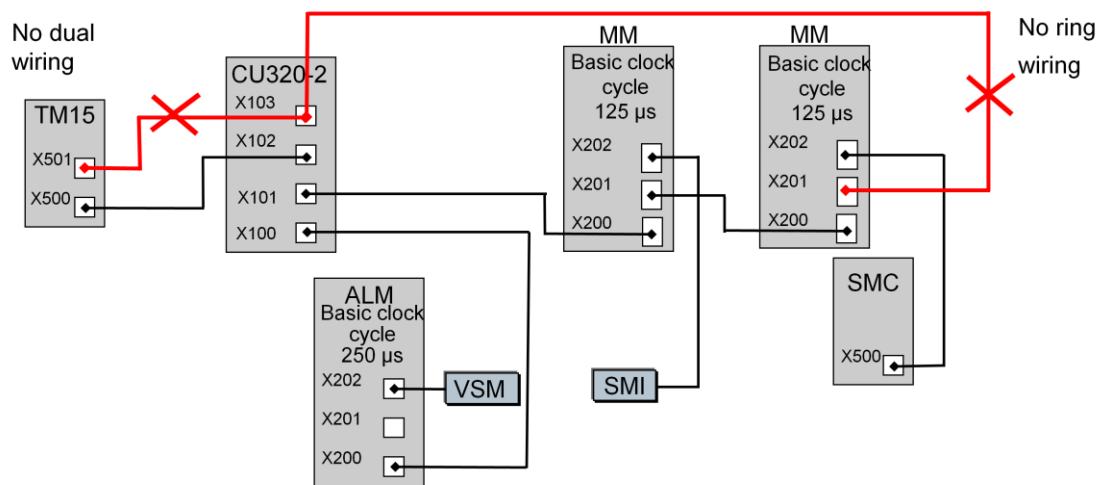 No dual
wiring
TM15
X501
X500
CU320-2
X103
X102
X101
X100
MM
Basic clock
cycle
125 µs
X202
X201
X200
MM
Basic clock
cycle
125 µs
X202
X201
X200
No ring
wiring
ALM
Basic clock
cycle
250 µs
X202
X201
X200
VSM
SMI
SMC
X500